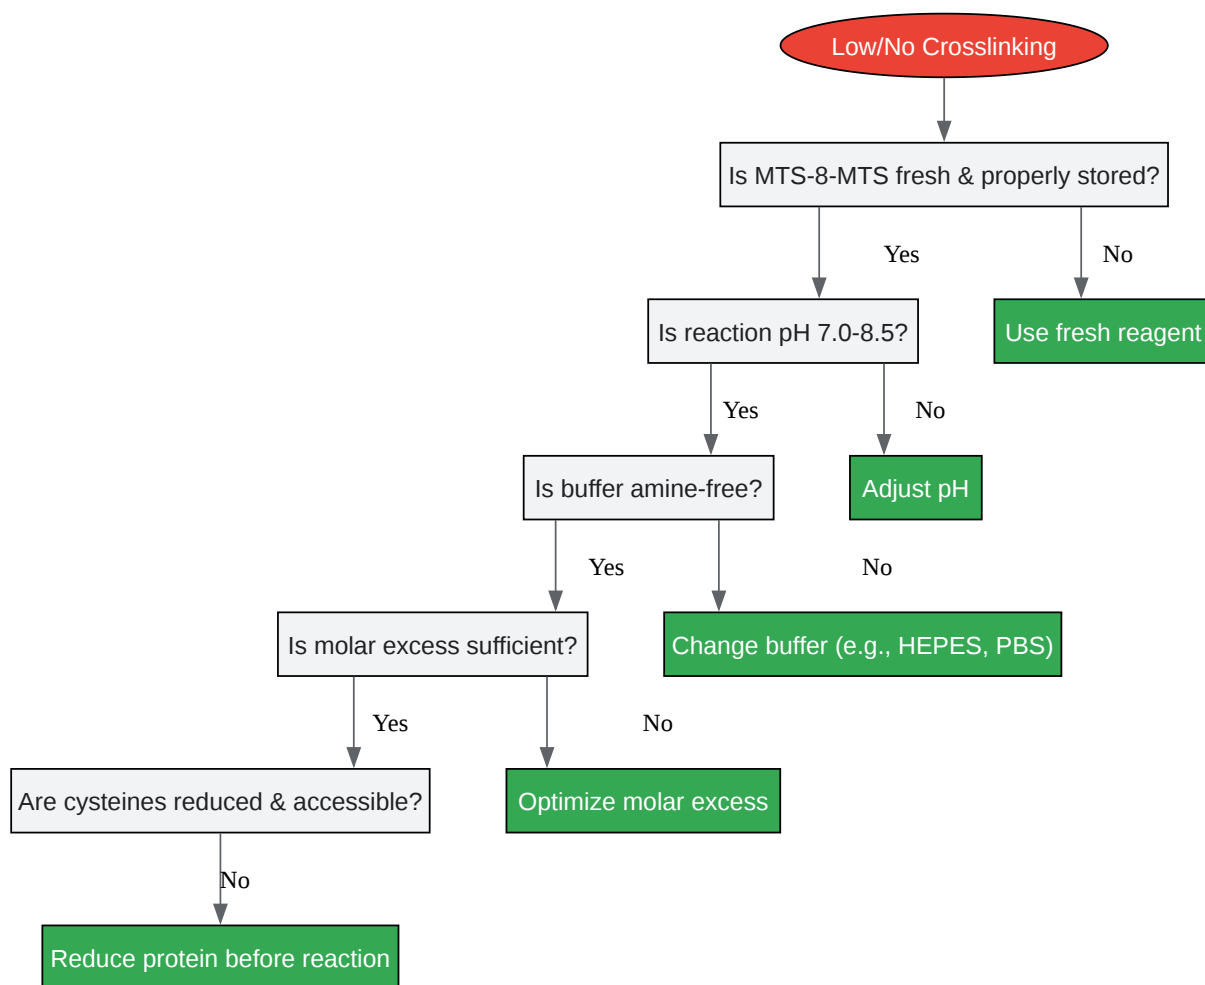 Low/No Crosslinking
Is MTS-8-MTS fresh & properly stored?
Yes
No
Is reaction pH 7.0-8.5?
Use fresh reagent
Yes
No
Is buffer amine-free?
Adjust pH
Yes
No
Is molar excess sufficient?
Change buffer (e.g., HEPES, PBS)
Yes
No
Are cysteines reduced & accessible?
Optimize molar excess
No
Reduce protein before reaction